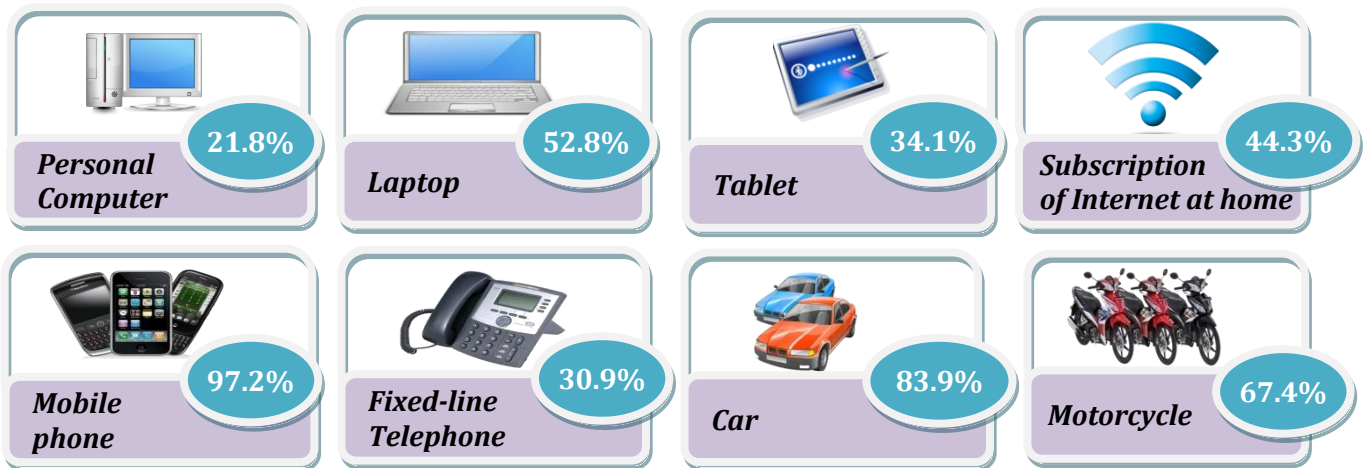 21.8%
Personal
Computer
52.8%
Laptop
34.1%
Tablet
44.3%
Subscription
of Internet at home
97.2%
Mobile
phone
30.9%
Fixed-line
Telephone
83.9%
Car
67.4%
Motorcycle